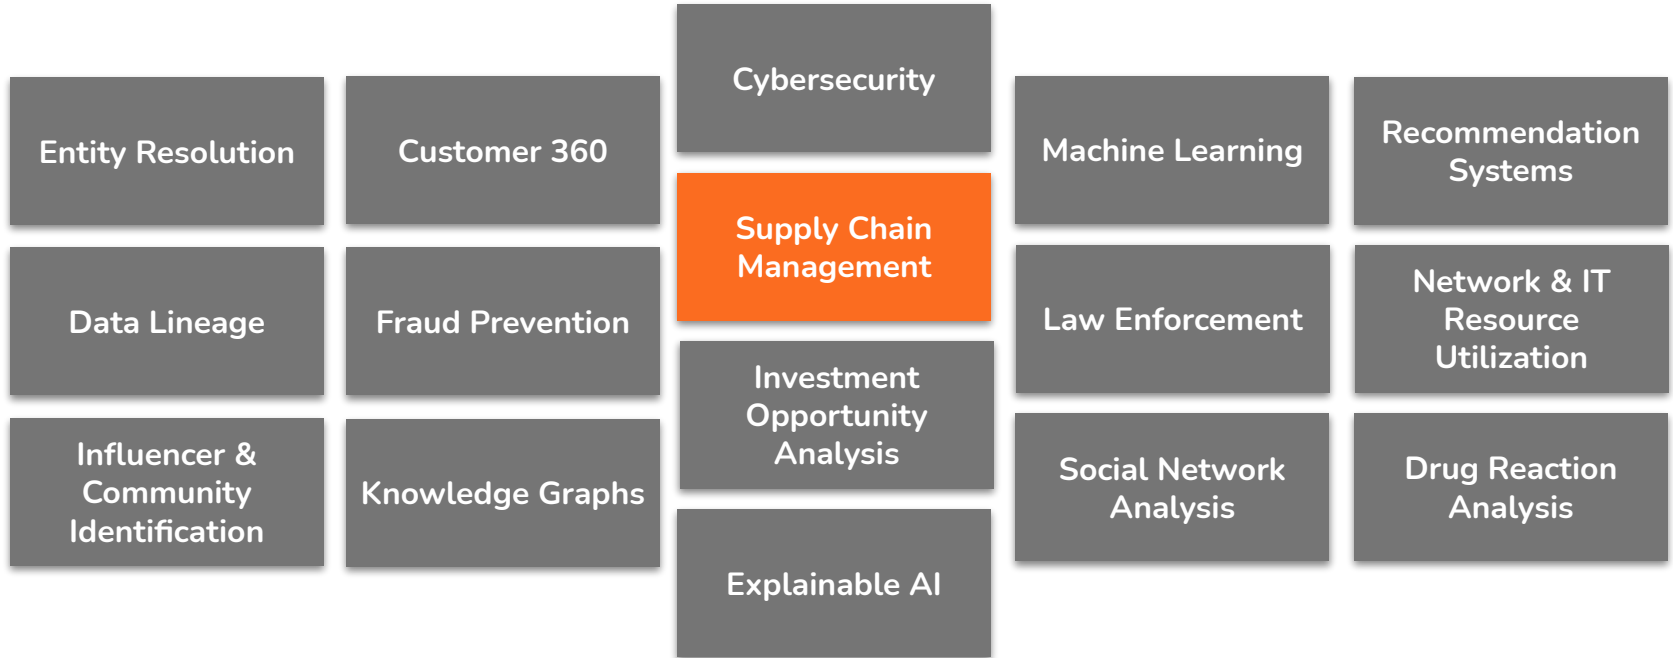 Entity Resolution
Data Lineage
Influencer &
Community
Identification
Customer 360
Fraud Prevention
Knowledge Graphs
Cybersecurity
Supply Chain
Management
Investment
Opportunity
Analysis
Explainable AI
Machine Learning
Law Enforcement
Social Network
Analysis
Recommendation
Systems
Network & IT
Resource
Utilization
Drug Reaction
Analysis